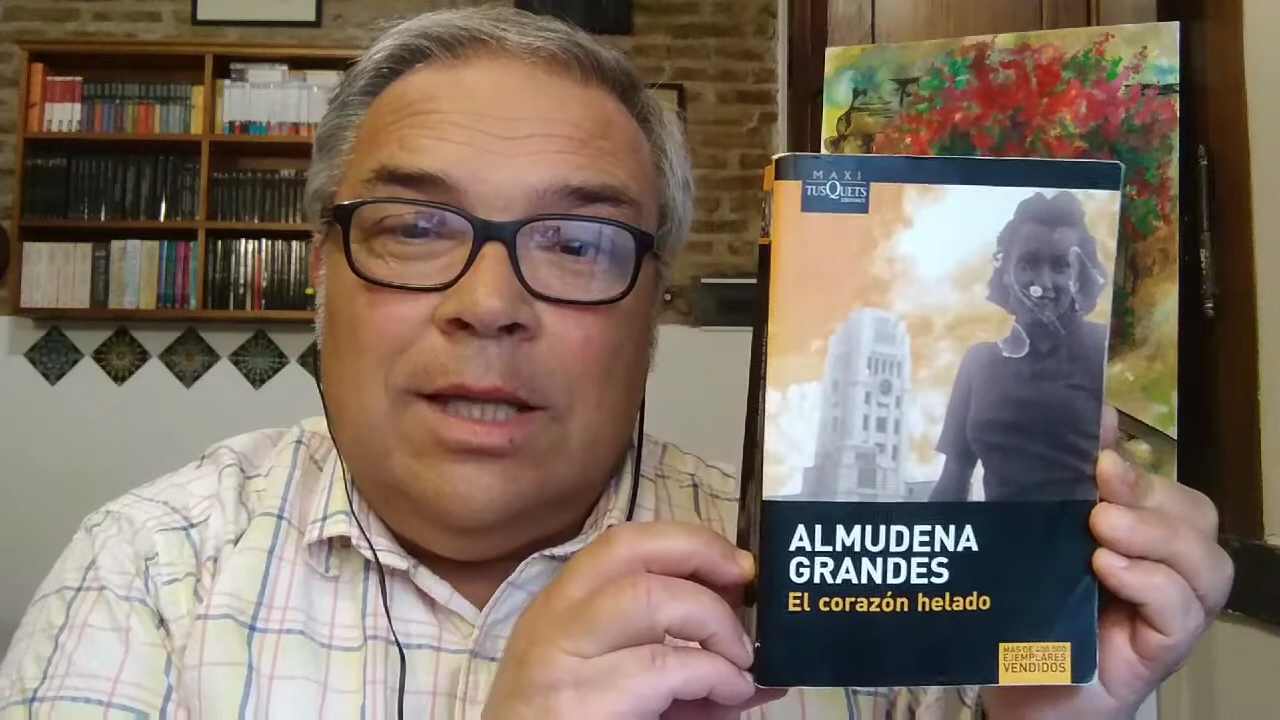 MAXI
TUSQUETS
EDITORES
ALMUDENA
GRANDES
El corazón helado
MÁS DE 400.000
EJEMPLARES
VENDIDOS